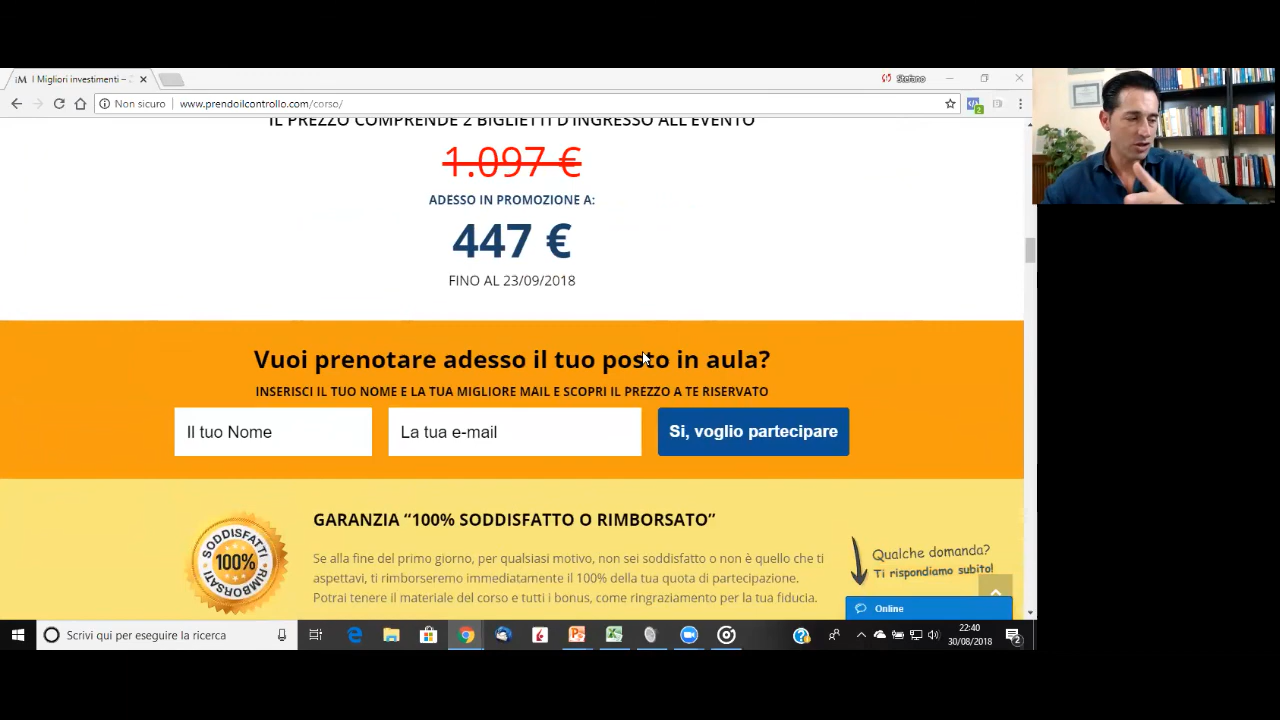 I Migliori investimenti –
Stefano
Non sicuro
www.prendoilcontrollo.com/corso/
2
IL PREZZO COMPRENDE 2 BIGLIETTI D'INGRESSO ALL'EVENTO
1.097 €
ADESSO IN PROMOZIONE A:
447 €
FINO AL 23/09/2018
Vuoi prenotare adesso il tuo posto in aula?
INSERISCI IL TUO NOME E LA TUA MIGLIORE MAIL E SCOPRI IL PREZZO A TE RISERVATO
Il tuo Nome
La tua e-mail
Si, voglio partecipare
SODDISFATTI
100%
RIMBORSATI
GARANZIA “100% SODDISFATTO O RIMBORSATO”
Se alla fine del primo giorno, per qualsiasi motivo, non sei soddisfatto o non è quello che ti
aspettavi, ti rimborseremo immediatamente il 100% della tua quota di partecipazione.
Potrai tenere il materiale del corso e tutti i bonus, come ringraziamento per la tua fiducia.
Qualche domanda?
Ti rispondiamo subito!
Online
Scrivi qui per eseguire la ricerca
22:40
30/08/2018
2